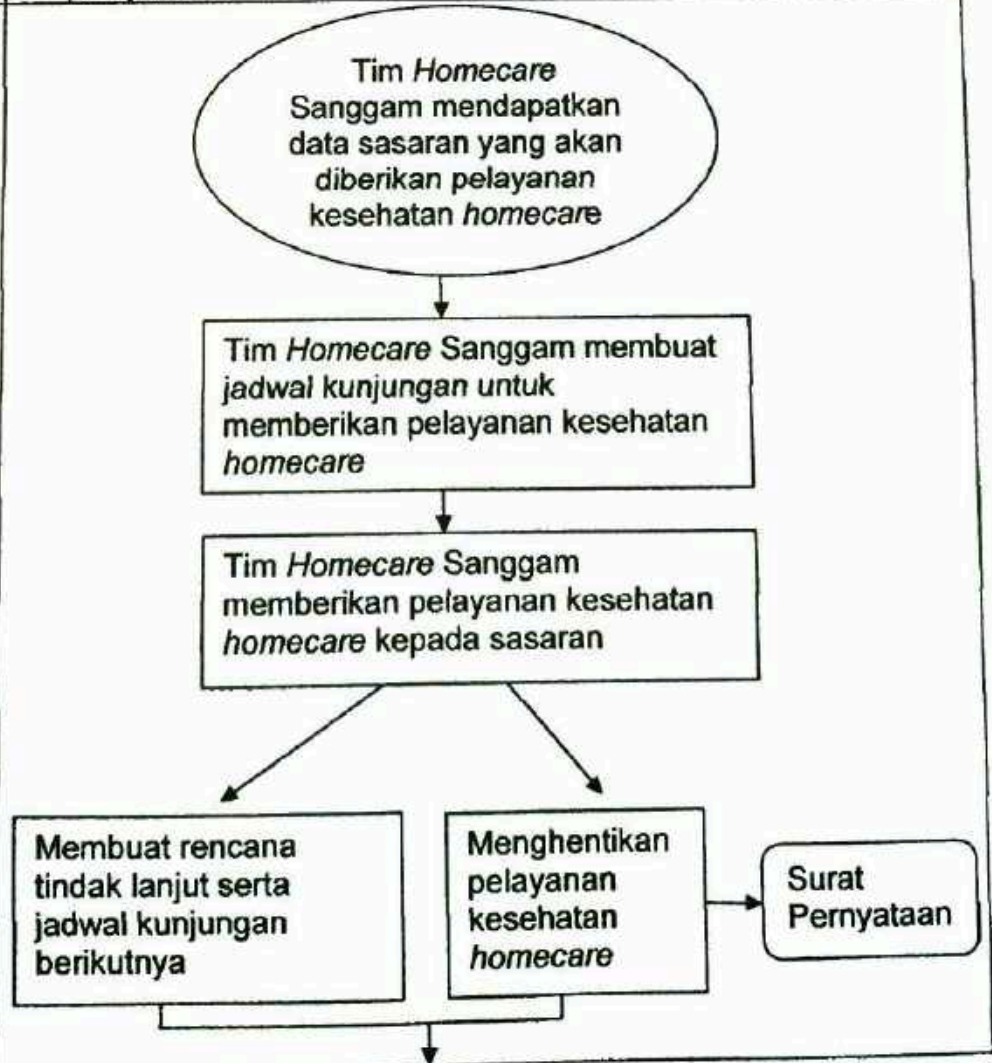 Tim Homecare
Sanggam mendapatkan
data sasaran yang akan
diberikan pelayanan
kesehatan homecare
Tim Homecare Sanggam membuat
jadwal kunjungan untuk
memberikan pelayanan kesehatan
homecare
Tim Homecare Sanggam
memberikan pelayanan kesehatan
homecare kepada sasaran
Membuat rencana
tindak lanjut serta
jadwal kunjungan
berikutnya
Menghentikan
pelayanan
kesehatan
homecare
Surat
Pernyataan